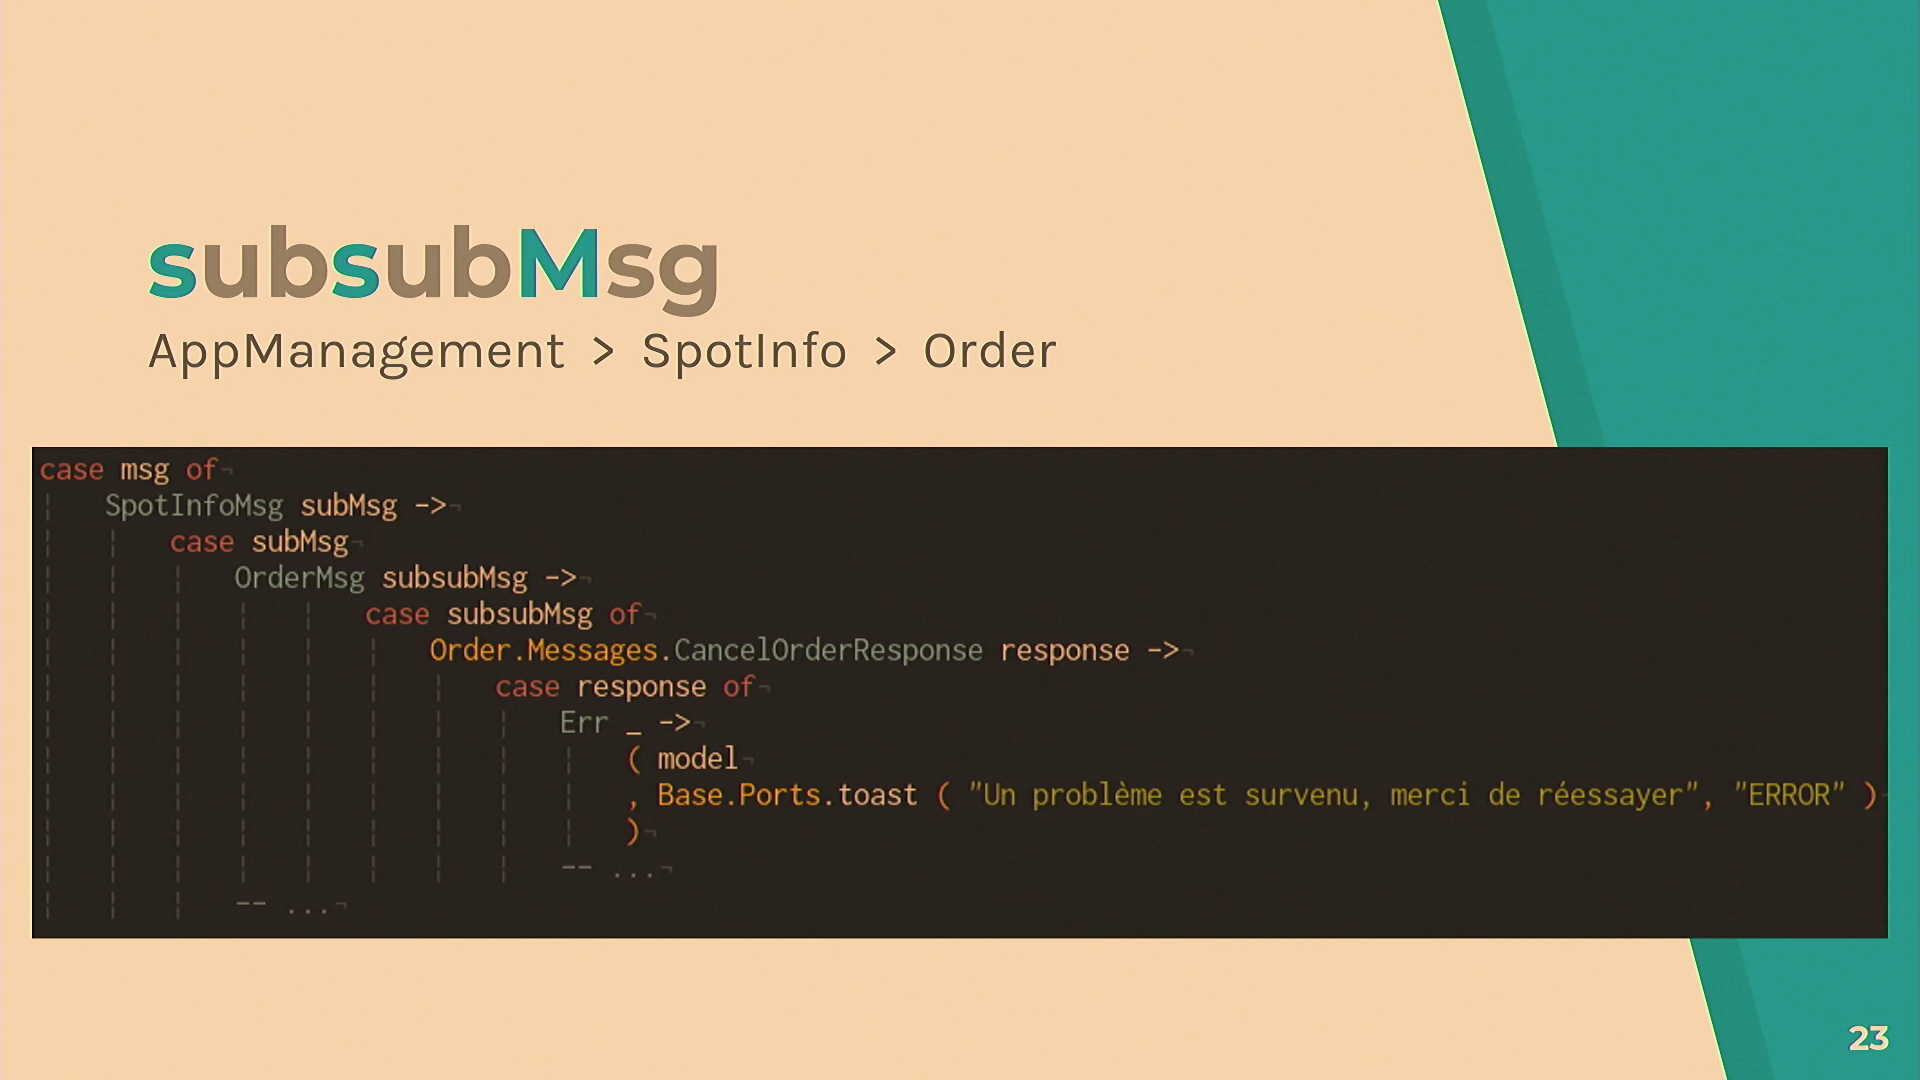 subsubMsg
AppManagement > SpotInfo > Order
case msg of¬
SpotInfoMsg subMsg ->¬
case subMsg¬
OrderMsg subsubMsg ->¬
case subsubMsg of¬
Order.Messages.CancelOrderResponse response ->¬
case response of¬
Err _ ->¬
( model¬
, Base.Ports.toast ( "Un problème est survenu, merci de réessayer", "ERROR" )¬
)¬
-- ...¬
-- ...¬
23